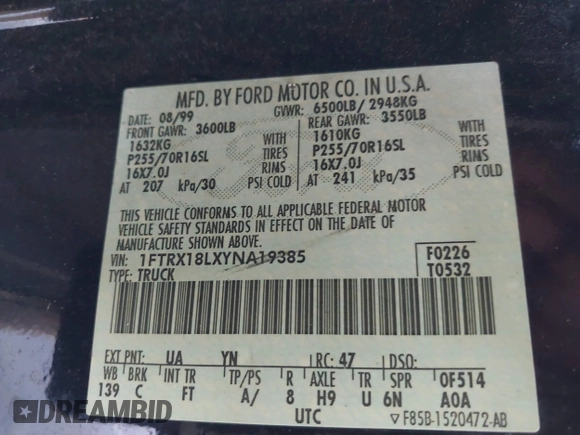 MFD. BY FORD MOTOR CO. IN U.S.A.
DATE: 08/99 GVWR: 6500LB/ 2948KG
FRONT GAWR: 3600LB REAR GAWR: 3550LB
1632KG 1610KG
P255/70R16SL TIRES P255/70R16SL TIRES
16X7.0J RIMS 16X7.0J RIMS
AT 207 kPa/30 PSI COLD AT 241 kPa/35 PSI COLD
THIS VEHICLE CONFORMS TO ALL APPLICABLE FEDERAL MOTOR
VEHICLE SAFETY STANDARDS IN EFFECT ON THE DATE OF
MANUFACTURE SHOWN ABOVE.
VIN: 1FTRX18LXYNA19385 F0226
TYPE: TRUCK T0532
EXT PNT: UA YN RC: 47 DSO:
WB BRK INT TR TP/PS R AXLE TR SPR 0F514
139 C FT A/ 8 H9 U 6N A0A
UTC ▽F85B-1520472-AB
DREAMBID